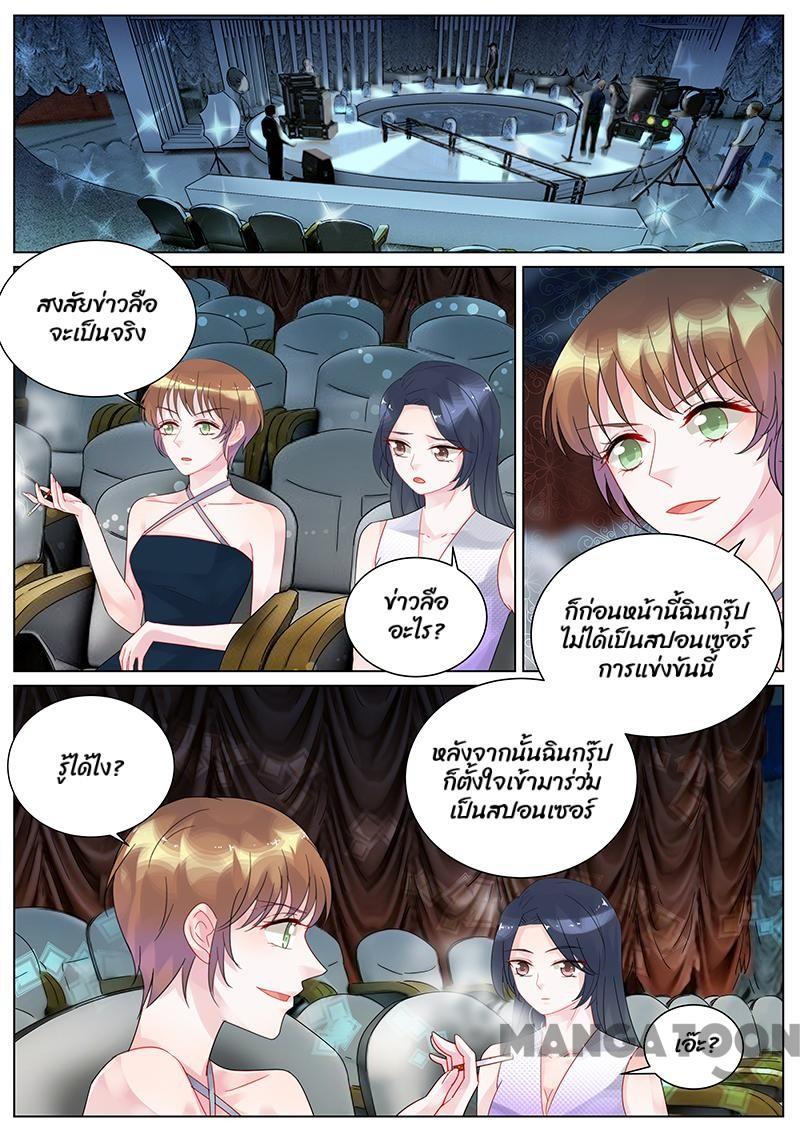 สงสัยข่าวลือ
จะเป็นจริง
ข่าวลือ
อะไร?
ก็ก่อนหน้านี้ฉินกรุ๊ป
ไม่ได้เป็นสปอนเซอร์
การแข่งขันนี้
หลังจากนั้นฉินกรุ๊ป
ก็ตั้งใจเข้ามาร่วม
เป็นสปอนเซอร์
รู้ได้ไง?
เอ๊ะ?
MANGATOON